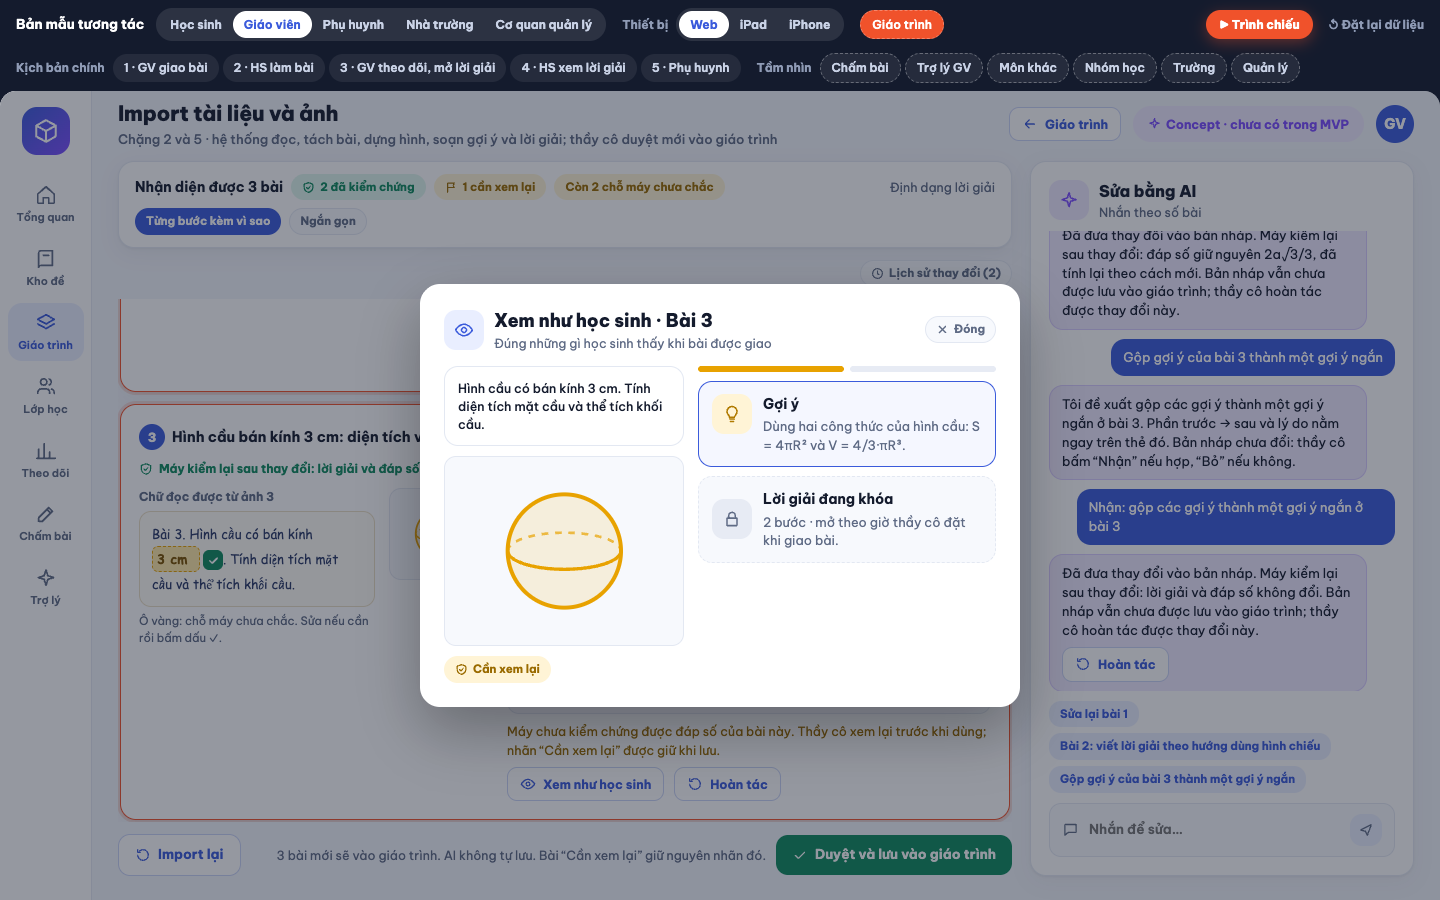 Bản mẫu tương tác
Học sinh
Giáo viên
Phụ huynh
Nhà trường
Cơ quan quản lý
Thiết bị
Web
iPad
iPhone
Giáo trình
Trình chiếu
Đặt lại dữ liệu
Kịch bản chính
1 · GV giao bài
2 · HS làm bài
3 · GV theo dõi, mở lời giải
4 · HS xem lời giải
5 · Phụ huynh
Tầm nhìn
Chấm bài
Trợ lý GV
Môn khác
Nhóm học
Trường
Quản lý
Tổng quan
Kho đề
Giáo trình
Lớp học
Theo dõi
Chấm bài
Trợ lý
Import tài liệu và ảnh
Chặng 2 và 5 · hệ thống đọc, tách bài, dựng hình, soạn gợi ý và lời giải; thầy cô duyệt mới vào giáo trình
Giáo trình
Concept · chưa có trong MVP
GV
Nhận diện được 3 bài
2 đã kiểm chứng
1 cần xem lại
Còn 2 chỗ máy chưa chắc
Định dạng lời giải
Từng bước kèm vì sao
Ngắn gọn
Lịch sử thay đổi (2)
3
Hình cầu bán kính 3 cm: diện tích v
Máy kiểm lại sau thay đổi: lời giải và đáp số
Chữ đọc được từ ảnh 3
Bài 3. Hình cầu có bán kính
3 cm
. Tính diện tích mặt
cầu và thể tích khối cầu.
Ô vàng: chỗ máy chưa chắc. Sửa nếu cần
rồi bấm dấu ✓.
Xem như học sinh · Bài 3
Đúng những gì học sinh thấy khi bài được giao
Đóng
Hình cầu có bán kính 3 cm. Tính
diện tích mặt cầu và thể tích khối
cầu.
Cần xem lại
Gợi ý
Dùng hai công thức của hình cầu: S
= 4πR² và V = 4/3·πR³.
Lời giải đang khóa
2 bước · mở theo giờ thầy cô đặt
khi giao bài.
Máy chưa kiểm chứng được đáp số của bài này. Thầy cô xem lại trước khi dùng;
nhãn “Cần xem lại” được giữ khi lưu.
Xem như học sinh
Hoàn tác
Import lại
3 bài mới sẽ vào giáo trình. AI không tự lưu. Bài “Cần xem lại” giữ nguyên nhãn đó.
Duyệt và lưu vào giáo trình
Sửa bằng AI
Nhắn theo số bài
Đã đưa thay đổi vào bản nháp. Máy kiểm lại
sau thay đổi: đáp số giữ nguyên 2a√3/3, đã
tính lại theo cách mới. Bản nháp vẫn chưa
được lưu vào giáo trình; thầy cô hoàn tác
được thay đổi này.
Gộp gợi ý của bài 3 thành một gợi ý ngắn
Tôi đề xuất gộp các gợi ý thành một gợi ý
ngắn ở bài 3. Phần trước → sau và lý do nằm
ngay trên thẻ đó. Bản nháp chưa đổi: thầy cô
bấm “Nhận” nếu hợp, “Bỏ” nếu không.
Nhận: gộp các gợi ý thành một gợi ý ngắn ở
bài 3
Đã đưa thay đổi vào bản nháp. Máy kiểm lại
sau thay đổi: lời giải và đáp số không đổi. Bản
nháp vẫn chưa được lưu vào giáo trình; thầy
cô hoàn tác được thay đổi này.
Hoàn tác
Sửa lại bài 1
Bài 2: viết lời giải theo hướng dùng hình chiếu
Gộp gợi ý của bài 3 thành một gợi ý ngắn
Nhắn để sửa...